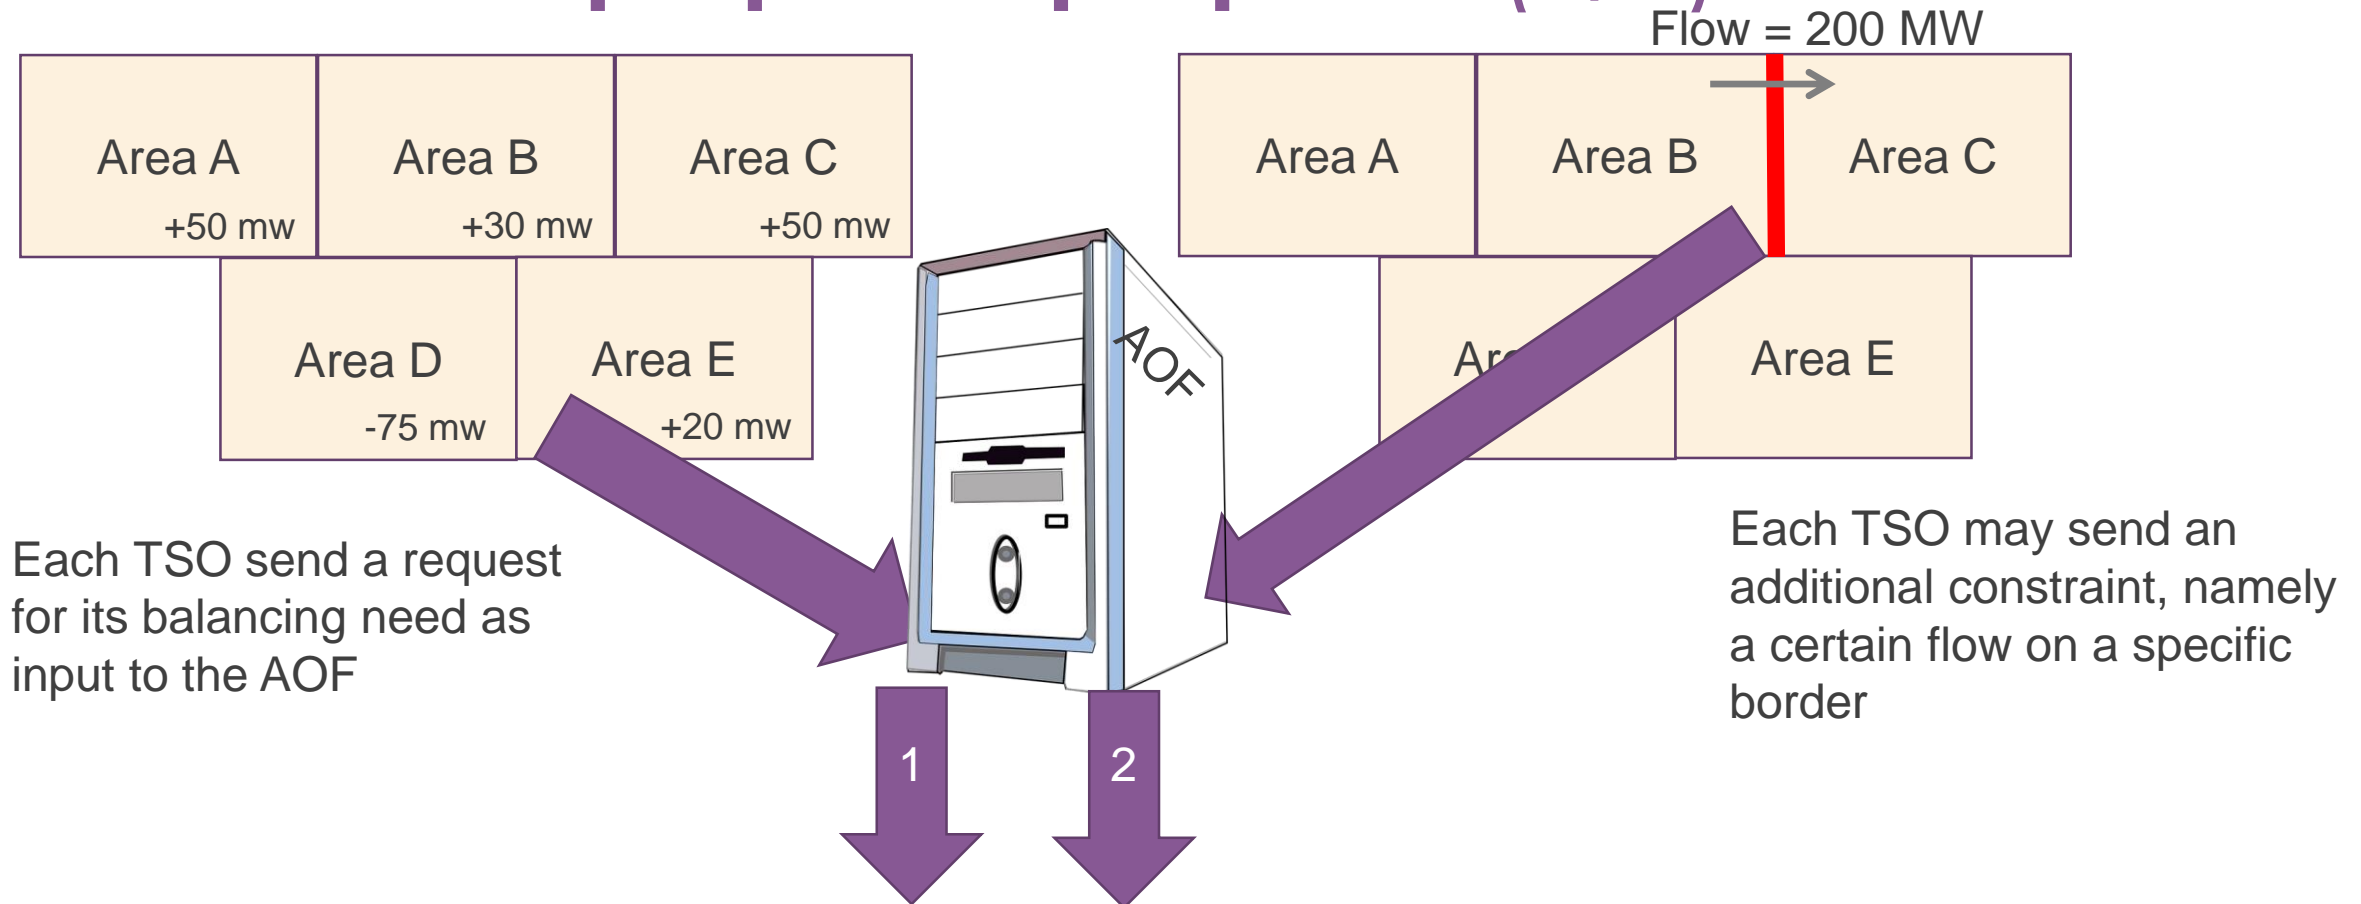 Flow = 200 MW
Area A
+50 mw
Area B
+30 mw
Area C
+50 mw
Area D
-75 mw
Area E
+20 mw
Area A
Area B
Area C
Area E
AOF
Each TSO send a request
for its balancing need as
input to the AOF
Each TSO may send an
additional constraint, namely
a certain flow on a specific
border
1
2